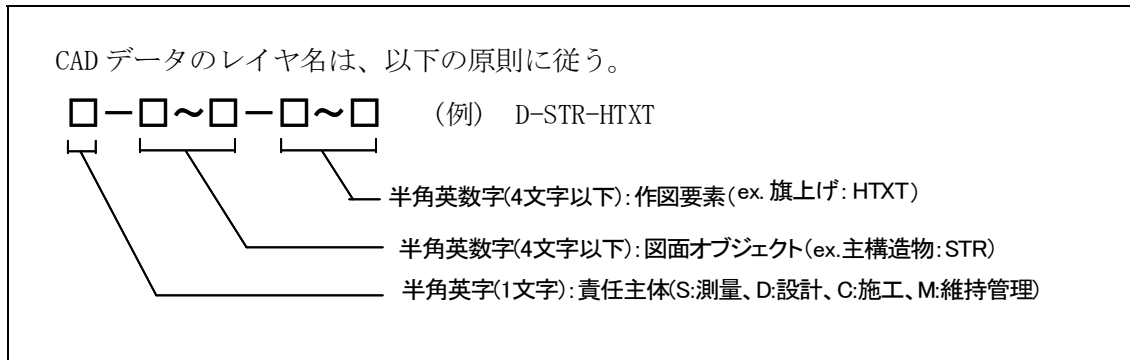 CADデータのレイヤ名は、以下の原則に従う。
□－□～□－□～□ (例) D-STR-HTXT
半角英数字(4文字以下)：作図要素(ex. 旗上げ：HTXT)
半角英数字(4文字以下)：図面オブジェクト(ex.主構造物：STR)
半角英字(1文字)：責任主体(S:測量、D:設計、C:施工、M:維持管理)